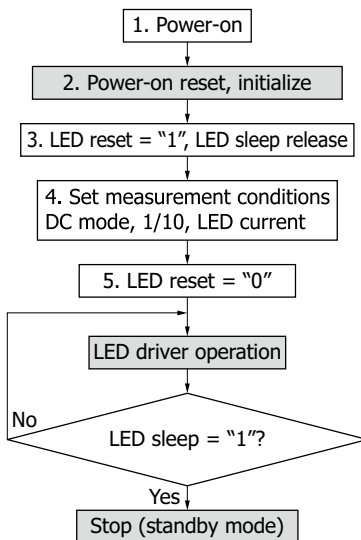 1. Power-on
2. Power-on reset, initialize
3. LED reset = “1”, LED sleep release
4. Set measurement conditions
DC mode, 1/10, LED current
5. LED reset = “0”
LED driver operation
No
LED sleep = “1”?
Yes
Stop (standby mode)